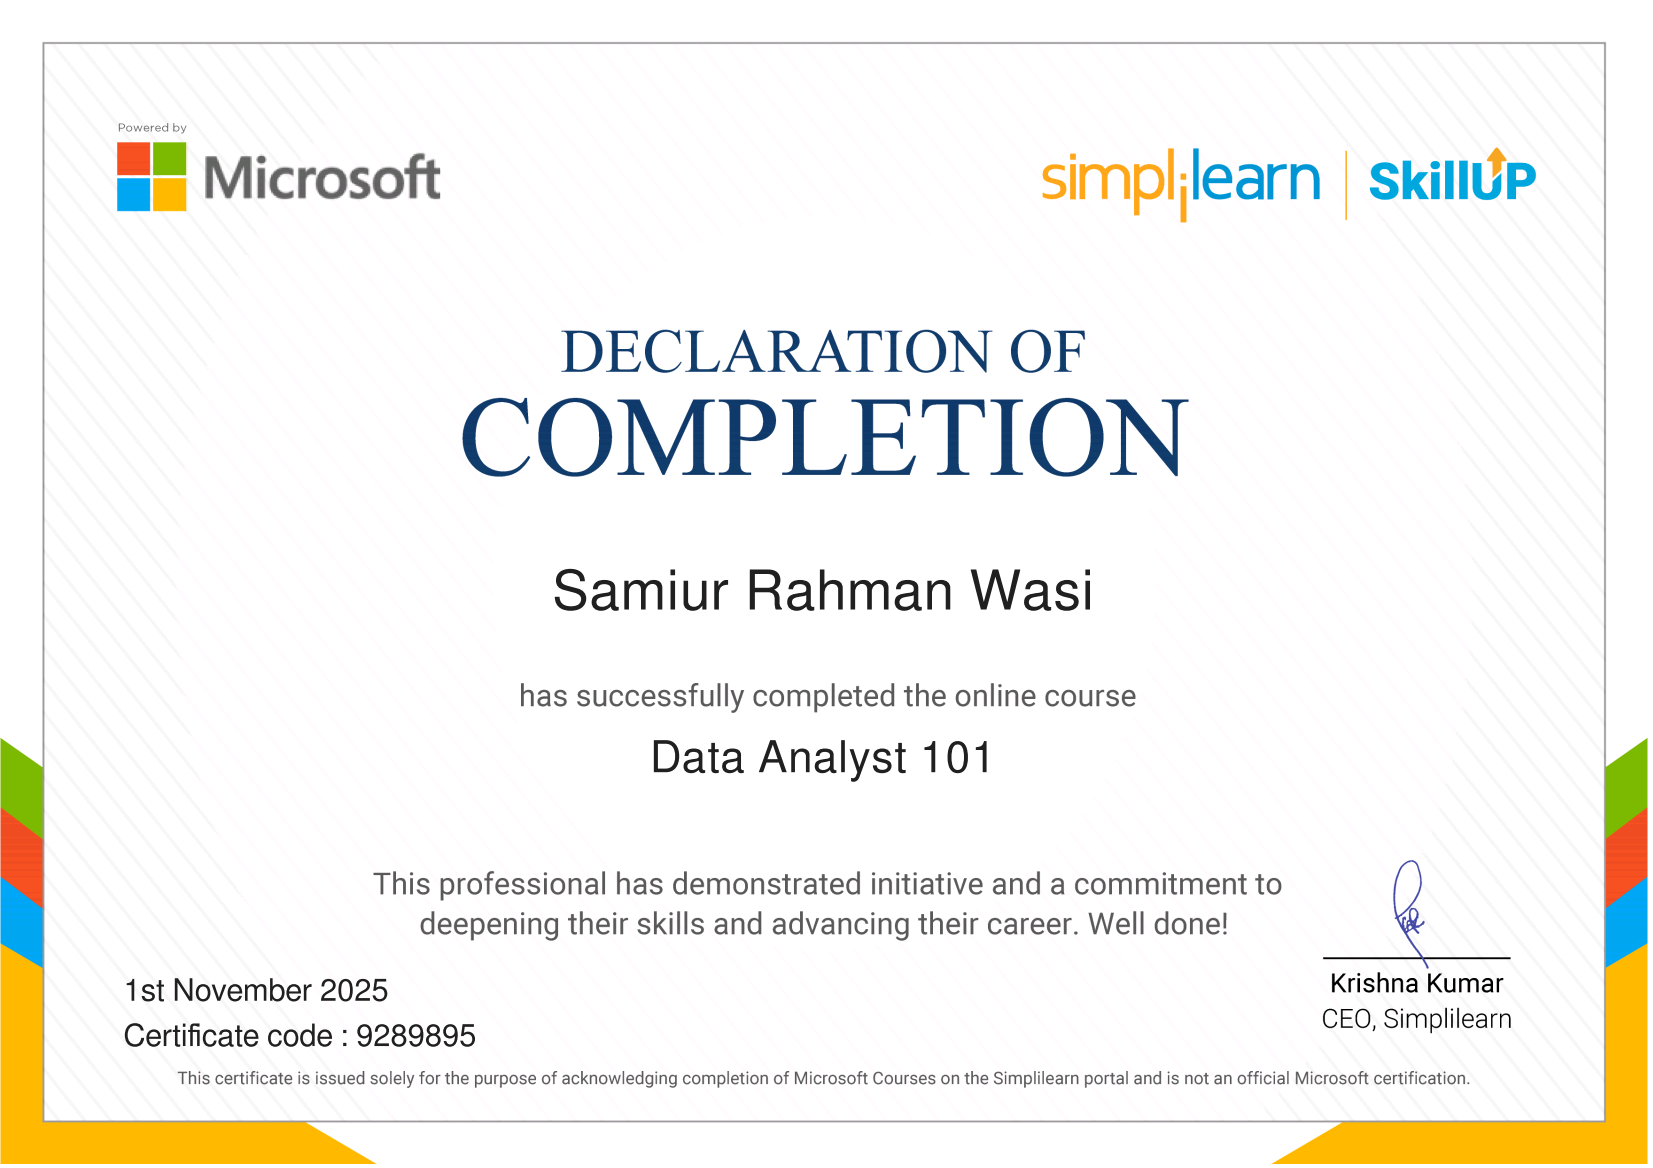 Powered by
Microsoft
simplilearn | SkillUP
DECLARATION OF
COMPLETION
Samiur Rahman Wasi
has successfully completed the online course
Data Analyst 101
This professional has demonstrated initiative and a commitment to
deepening their skills and advancing their career. Well done!
1st November 2025
Certificate code : 9289895
Krishna Kumar
CEO, Simplilearn
This certificate is issued solely for the purpose of acknowledging completion of Microsoft Courses on the Simplilearn portal and is not an official Microsoft certification.